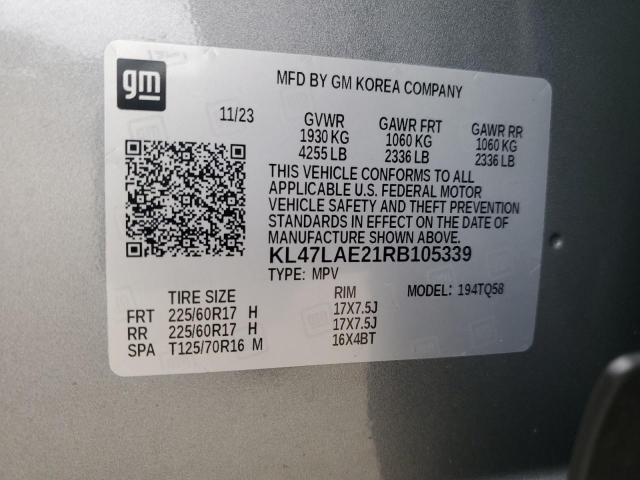 gm
MFD BY GM KOREA COMPANY
11/23 GVWR GAWR FRT GAWR RR
1930 KG 1060 KG 1060 KG
4255 LB 2336 LB 2336 LB
THIS VEHICLE CONFORMS TO ALL
APPLICABLE U.S. FEDERAL MOTOR
VEHICLE SAFETY AND THEFT PREVENTION
STANDARDS IN EFFECT ON THE DATE OF
MANUFACTURE SHOWN ABOVE.
KL47LAE21RB105339
TYPE: MPV MODEL: 194TQ58
TIRE SIZE RIM
FRT 225/60R17 H 17X7.5J
RR 225/60R17 H 17X7.5J
SPA T125/70R16 M 16X4BT